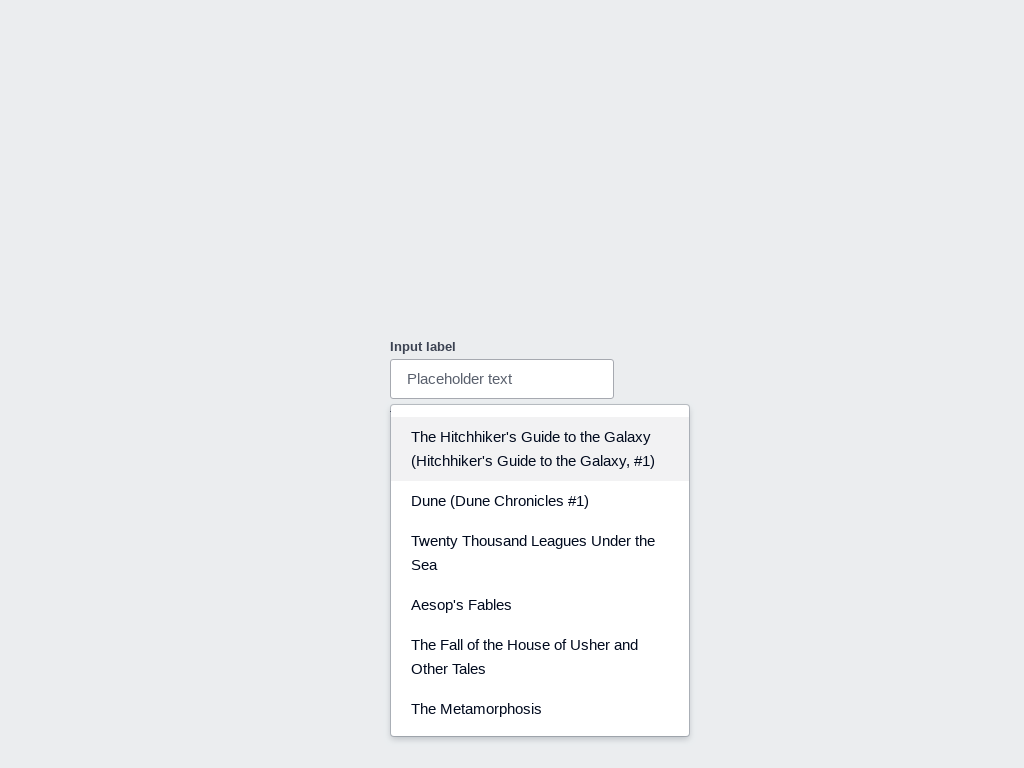 Input label
Placeholder text
The Hitchhiker's Guide to the Galaxy
(Hitchhiker's Guide to the Galaxy, #1)
Dune (Dune Chronicles #1)
Twenty Thousand Leagues Under the
Sea
Aesop's Fables
The Fall of the House of Usher and
Other Tales
The Metamorphosis